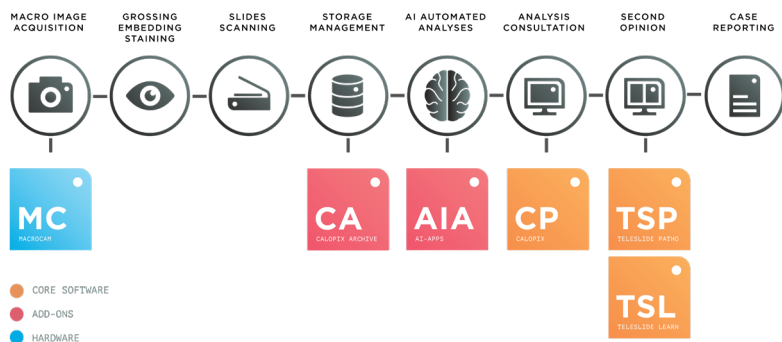 MACRO IMAGE
ACQUISITION
GROSSING
EMBEDDING
STAINING
SLIDES
SCANNING
STORAGE
MANAGEMENT
AI AUTOMATED
ANALYSES
ANALYSIS
CONSULTATION
SECOND
OPINION
CASE
REPORTING
MC
MACROCAM
CA
CALOPIX ARCHIVE
AIA
AI-APPS
CP
CALOPIX
TSP
TELESLIDE PATHO
TSL
TELESLIDE LEARN
CORE SOFTWARE
ADD-ONS
HARDWARE